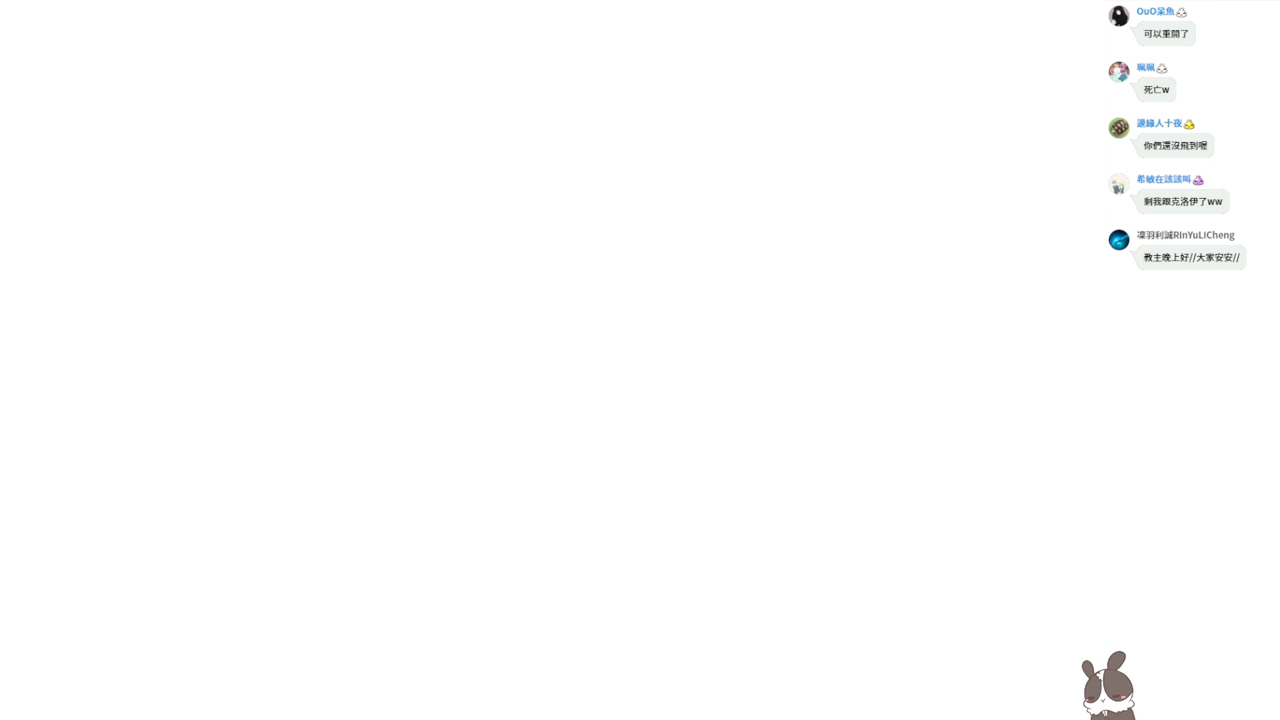 OuO呆魚
可以重開了
珮珮
死亡w
邊緣人十夜
你們還沒飛到喔
希敏在該該叫
剩我跟克洛伊了ww
凜羽利誠RInYuLICheng
教主晚上好//大家安安//